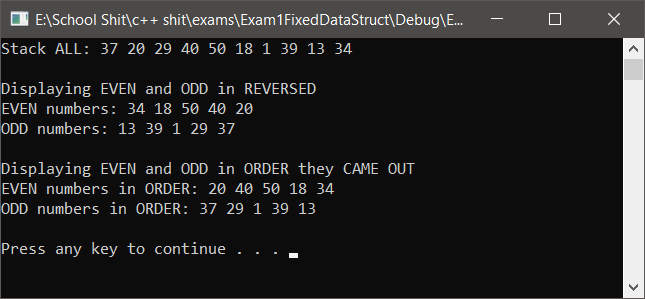 E:\School Shit\c++ shit\exams\Exam1FixedDataStruct\Debug\E...
Stack ALL: 37 20 29 40 50 18 1 39 13 34
Displaying EVEN and ODD in REVERSED
EVEN numbers: 34 18 50 40 20
ODD numbers: 13 39 1 29 37
Displaying EVEN and ODD in ORDER they CAME OUT
EVEN numbers in ORDER: 20 40 50 18 34
ODD numbers in ORDER: 37 29 1 39 13
Press any key to continue . . .